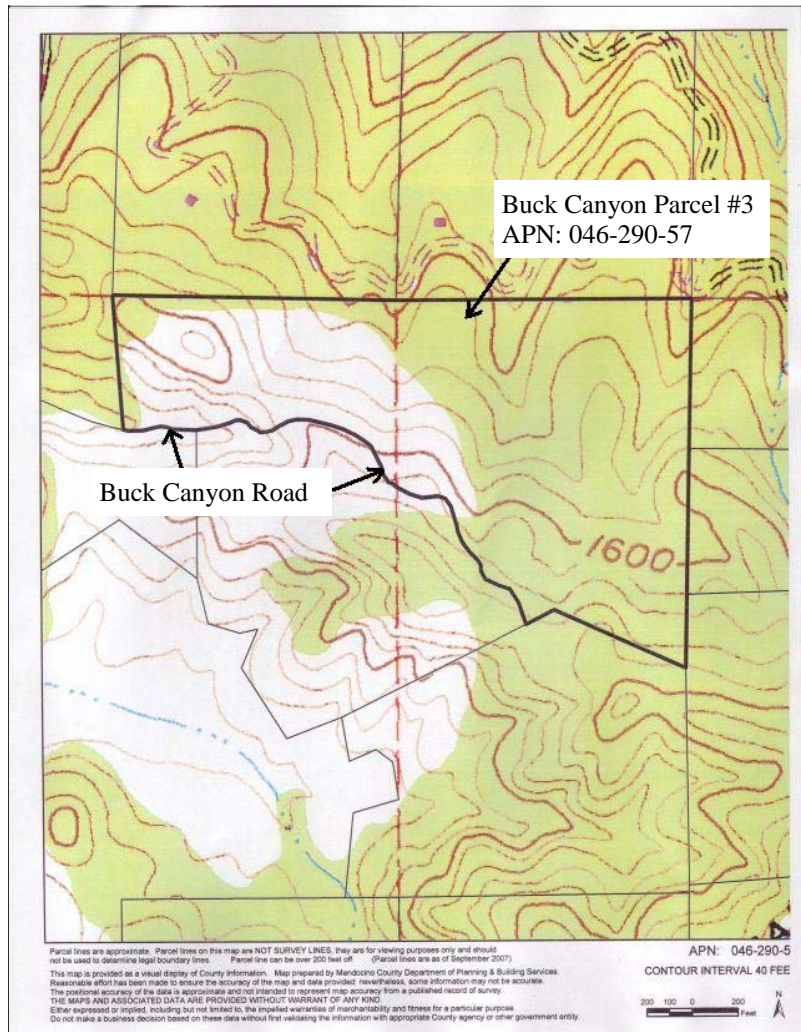 Buck Canyon Parcel #3
APN: 046-290-57
Buck Canyon Road
1600
Parcel lines are approximate. Parcel lines on this map are NOT SURVEY LINES, they are for viewing purposes only and should
not be used to determine legal boundary lines. Parcel line can be over 200 feet off. (Parcel lines are as of September 2007)
This map is provided as a visual display of County Information. Map prepared by Mendocino County Department of Planning & Building Services.
Reasonable effort has been made to ensure the accuracy of the map and data provided; nevertheless, some information may not be accurate.
The positional accuracy of the data is approximate and not intended to represent map accuracy from a published record of survey.
THE MAPS AND ASSOCIATED DATA ARE PROVIDED WITHOUT WARRANT OF ANY KIND.
Either expressed or implied, including but not limited to, the impelled warranties of merchantability and fitness for a particular purpose.
Do not make a business decision based on these data without first validating the information with appropriate County agency or other government entity.
APN: 046-290-5
CONTOUR INTERVAL 40 FEET
200 100 0 200
Feet
N